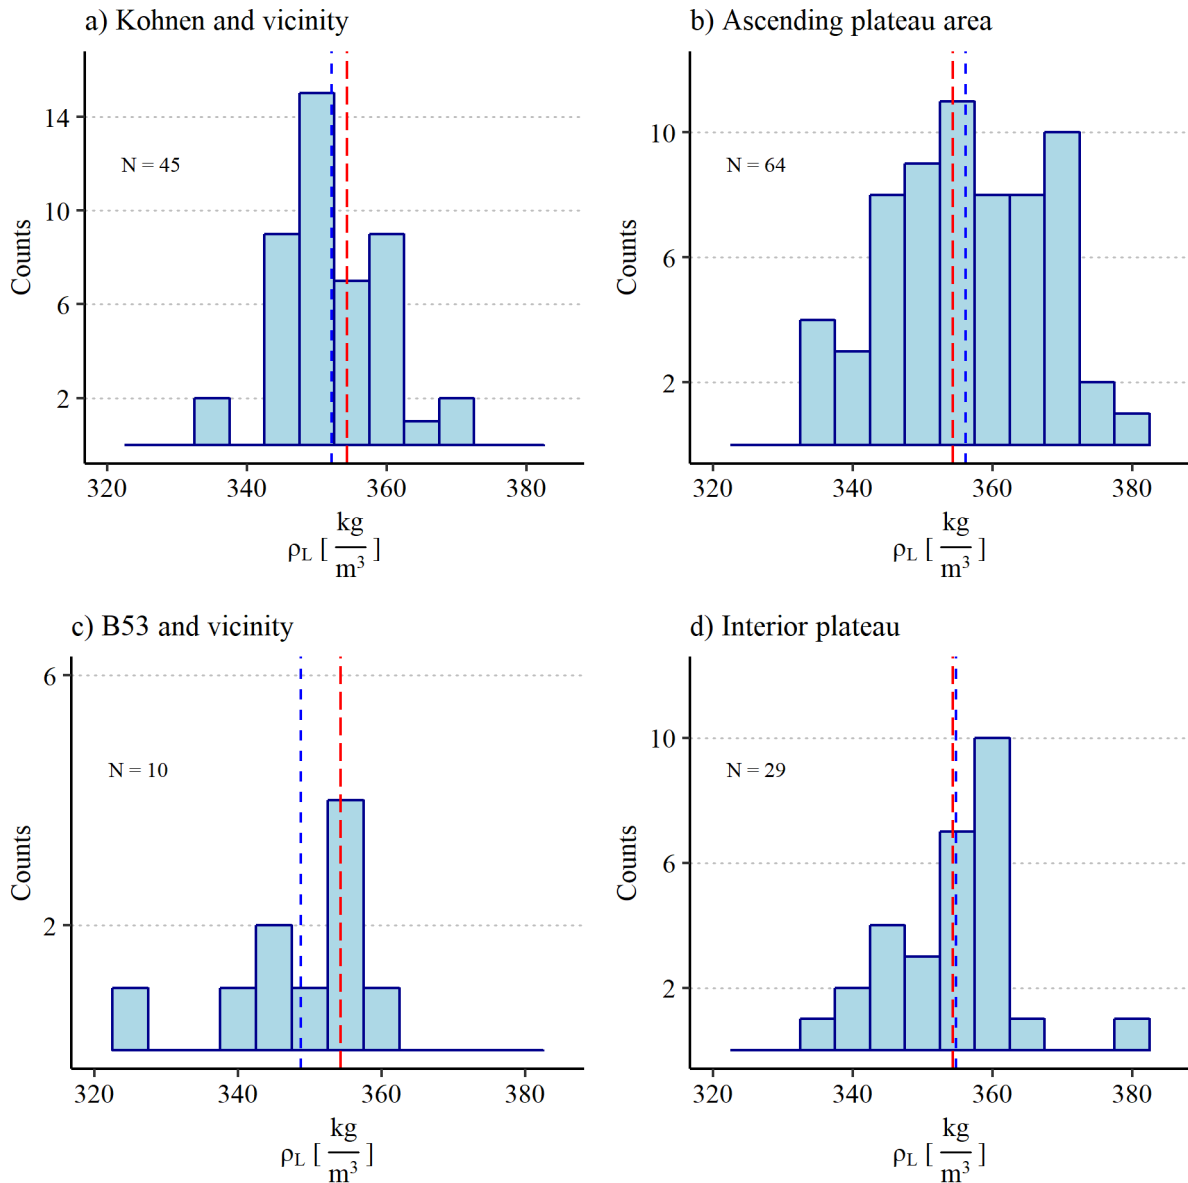 a) Kohnen and vicinity
14
10
6
2
Counts
N = 45
320 340 360 380
ρL [ kg/m³ ]
b) Ascending plateau area
10
6
2
Counts
N = 64
320 340 360 380
ρL [ kg/m³ ]
c) B53 and vicinity
6
2
Counts
N = 10
320 340 360 380
ρL [ kg/m³ ]
d) Interior plateau
10
6
2
Counts
N = 29
320 340 360 380
ρL [ kg/m³ ]